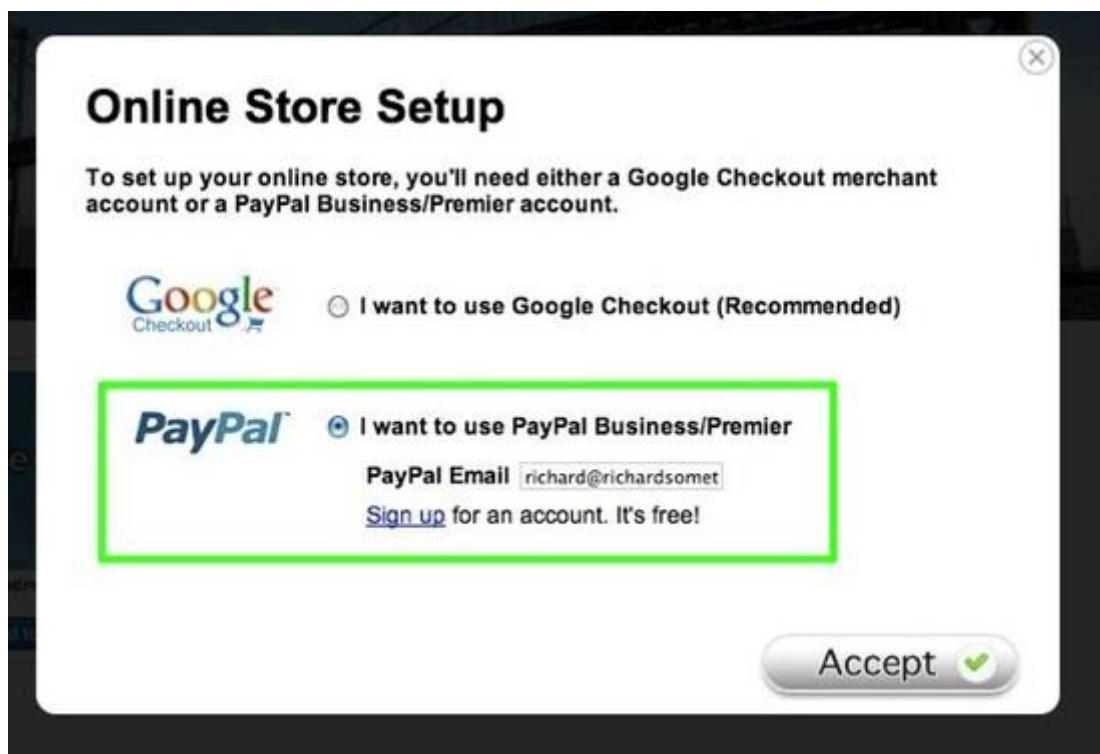 Online Store Setup
To set up your online store, you'll need either a Google Checkout merchant
account or a PayPal Business/Premier account.
Google
Checkout
I want to use Google Checkout (Recommended)
PayPal™
I want to use PayPal Business/Premier
PayPal Email richard@richardsomet
Sign up for an account. It's free!
Accept